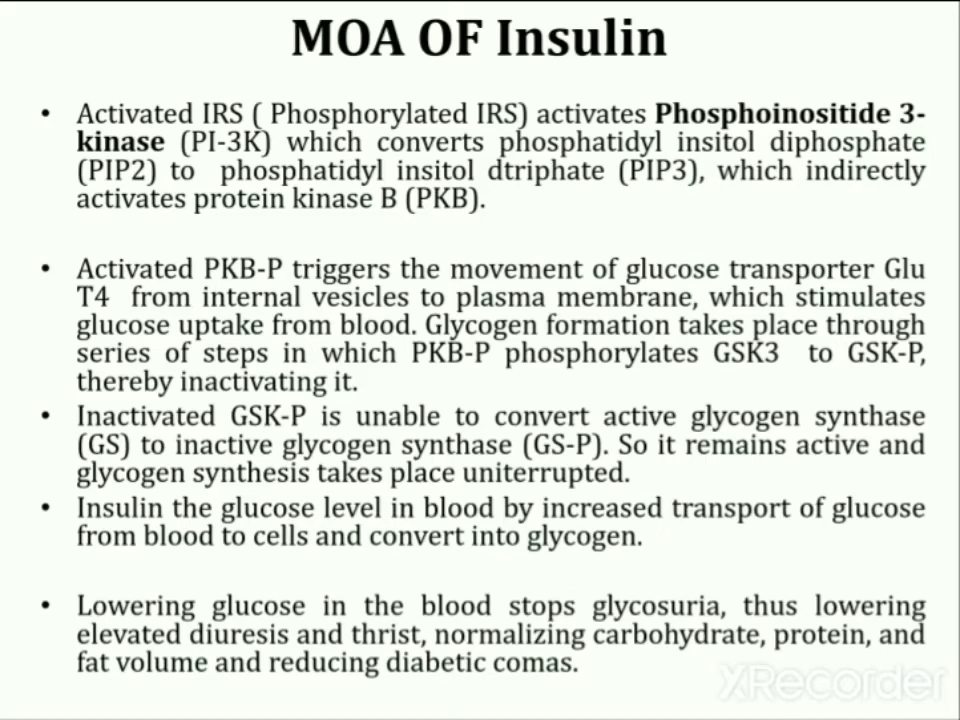 MOA OF Insulin
• Activated IRS ( Phosphorylated IRS) activates Phosphoinositide 3-
kinase (PI-3K) which converts phosphatidyl insitol diphosphate
(PIP2) to phosphatidyl insitol dtriphate (PIP3), which indirectly
activates protein kinase B (PKB).
• Activated PKB-P triggers the movement of glucose transporter Glu
T4 from internal vesicles to plasma membrane, which stimulates
glucose uptake from blood. Glycogen formation takes place through
series of steps in which PKB-P phosphorylates GSK3 to GSK-P,
thereby inactivating it.
• Inactivated GSK-P is unable to convert active glycogen synthase
(GS) to inactive glycogen synthase (GS-P). So it remains active and
glycogen synthesis takes place uniterrupted.
• Insulin the glucose level in blood by increased transport of glucose
from blood to cells and convert into glycogen.
• Lowering glucose in the blood stops glycosuria, thus lowering
elevated diuresis and thrist, normalizing carbohydrate, protein, and
fat volume and reducing diabetic comas.
XRecorder